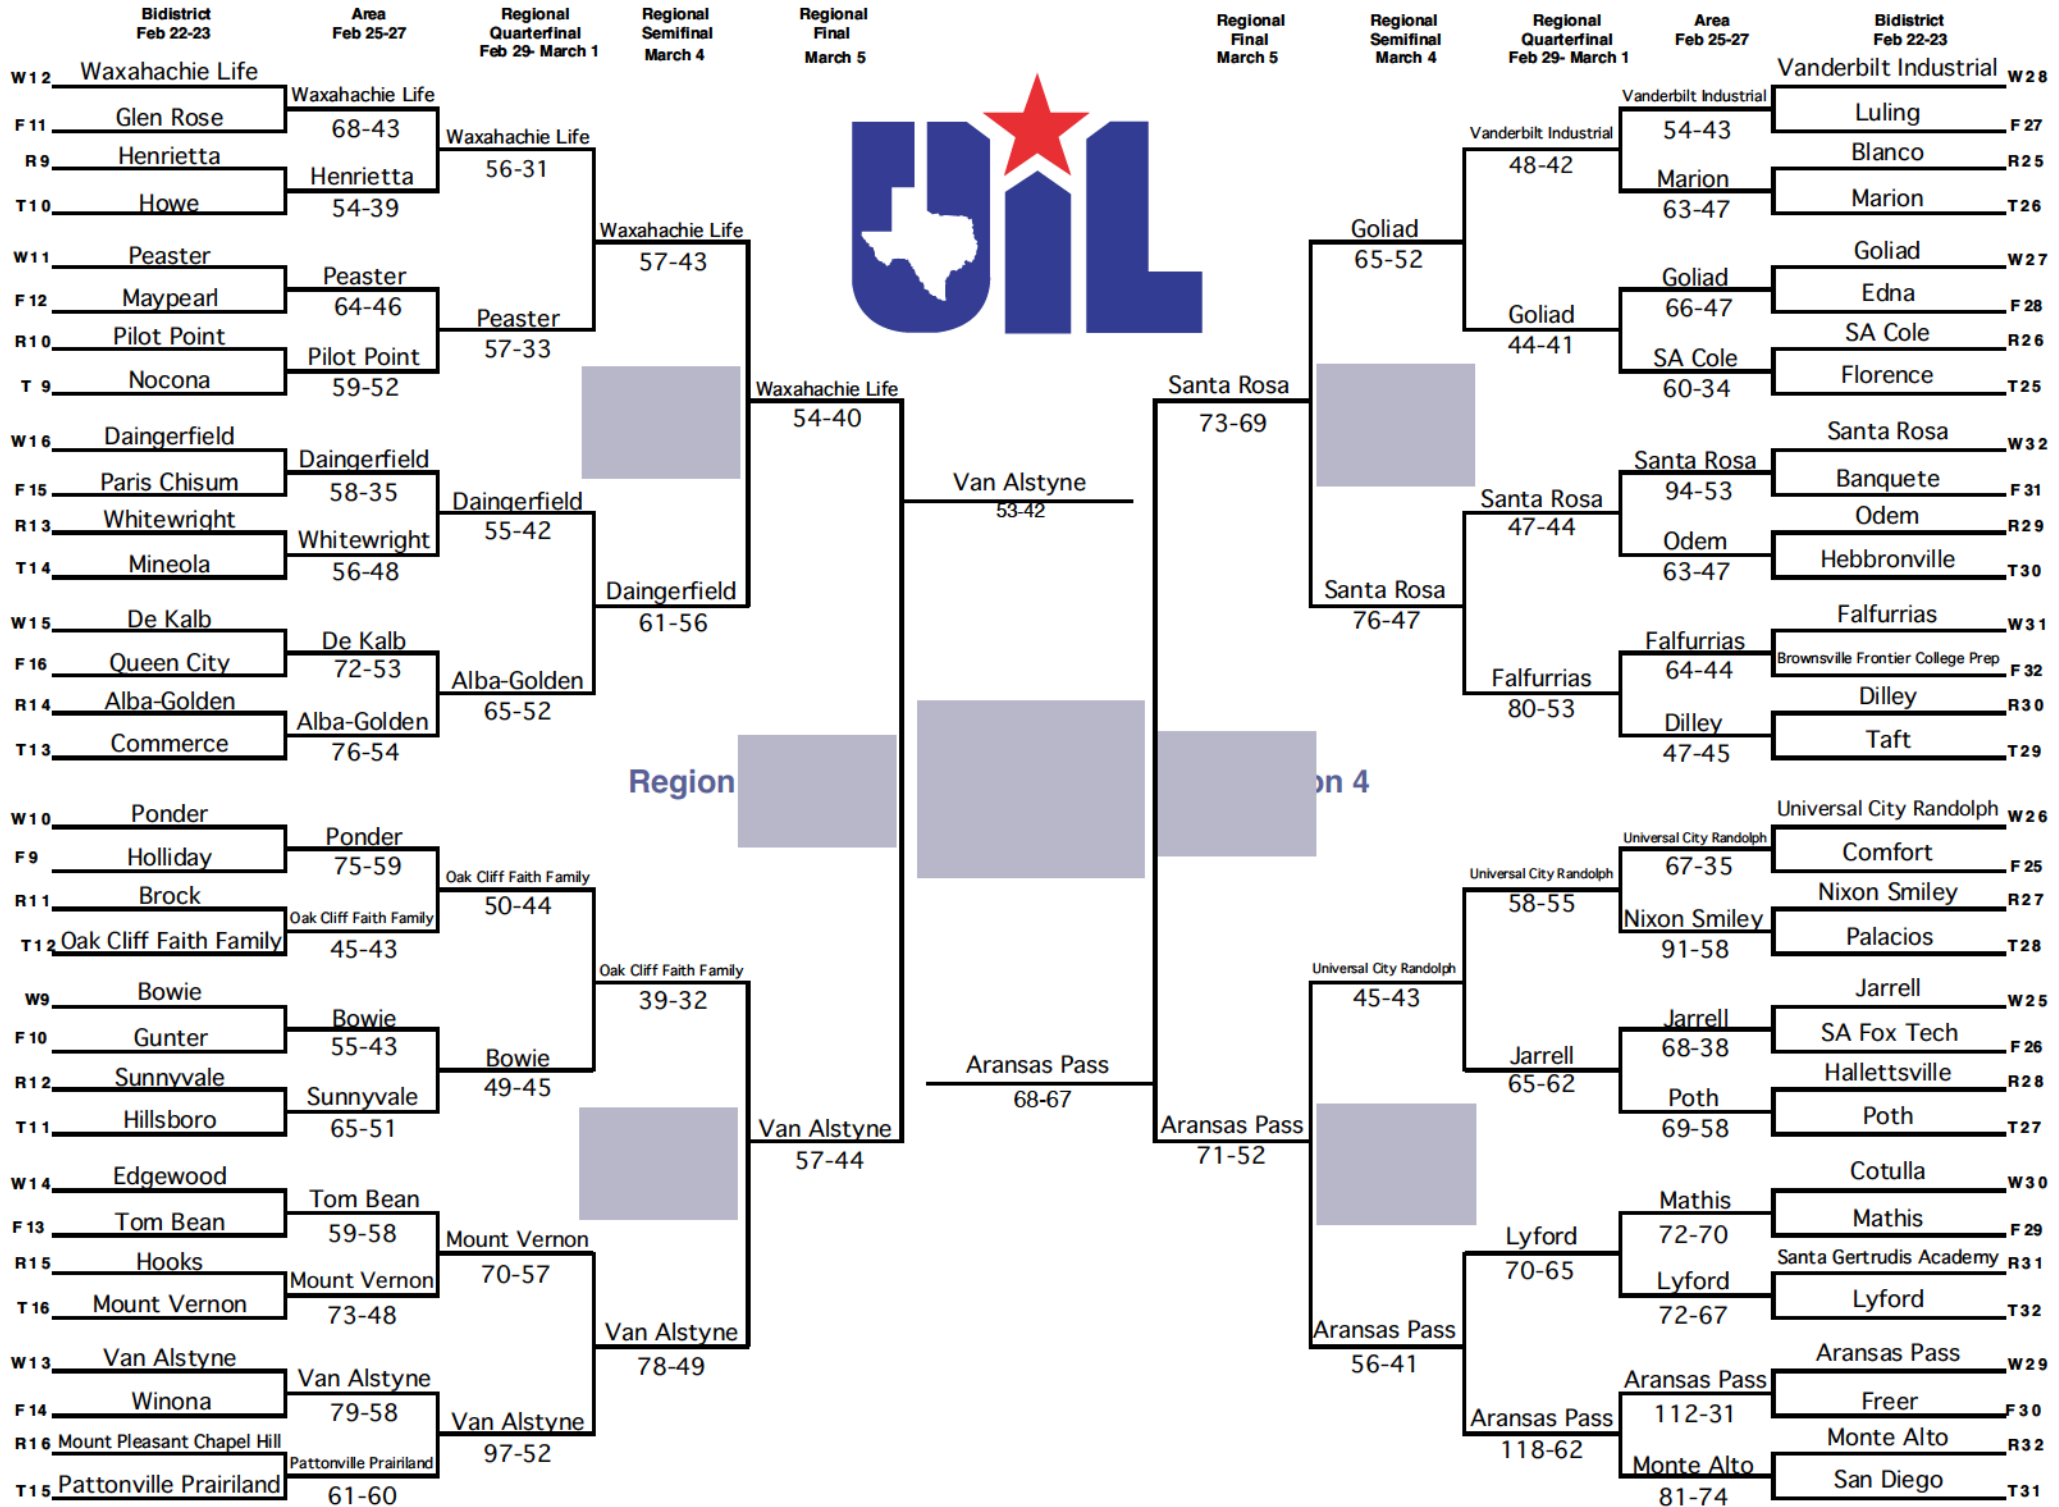 Bidistrict
Feb 22-23
Area
Feb 25-27
Regional
Quarterfinal
Feb 29- March 1
Regional
Semifinal
March 4
Regional
Final
March 5
Regional
Final
March 5
Regional
Semifinal
March 4
Regional
Quarterfinal
Feb 29- March 1
Area
Feb 25-27
Bidistrict
Feb 22-23
W12 Waxahachie Life
F11 Glen Rose
R9 Henrietta
T10 Howe
W11 Peaster
F12 Maypearl
R10 Pilot Point
T 9 Nocona
W16 Daingerfield
F15 Paris Chisum
R13 Whitewright
T14 Mineola
W15 De Kalb
F16 Queen City
R14 Alba-Golden
T13 Commerce
W10 Ponder
F9 Holliday
R11 Brock
T12 Oak Cliff Faith Family
W9 Bowie
F10 Gunter
R12 Sunnyvale
T11 Hillsboro
W14 Edgewood
F13 Tom Bean
R15 Hooks
T16 Mount Vernon
W13 Van Alstyne
F14 Winona
R16 Mount Pleasant Chapel Hill
T15 Pattonville Prairiland
Waxahachie Life
68-43
Henrietta
54-39
Peaster
64-46
Pilot Point
59-52
Daingerfield
58-35
Whitewright
56-48
De Kalb
72-53
Alba-Golden
76-54
Ponder
75-59
Oak Cliff Faith Family
45-43
Bowie
55-43
Sunnyvale
65-51
Tom Bean
59-58
Mount Vernon
73-48
Van Alstyne
79-58
Pattonville Prairiland
61-60
Waxahachie Life
56-31
Peaster
57-33
Daingerfield
55-42
Alba-Golden
65-52
Oak Cliff Faith Family
50-44
Bowie
49-45
Mount Vernon
70-57
Van Alstyne
97-52
Waxahachie Life
57-43
Daingerfield
61-56
Oak Cliff Faith Family
39-32
Van Alstyne
78-49
Waxahachie Life
54-40
Van Alstyne
57-44
Region
UIL
Van Alstyne
53-42
Aransas Pass
68-67
on 4
Santa Rosa
73-69
Aransas Pass
71-52
Goliad
65-52
Santa Rosa
76-47
Universal City Randolph
45-43
Aransas Pass
56-41
Vanderbilt Industrial
48-42
Goliad
44-41
Santa Rosa
47-44
Falfurrias
80-53
Universal City Randolph
58-55
Jarrell
65-62
Lyford
70-65
Aransas Pass
118-62
Vanderbilt Industrial
54-43
Marion
63-47
Goliad
66-47
SA Cole
60-34
Santa Rosa
94-53
Odem
63-47
Falfurrias
64-44
Dilley
47-45
Universal City Randolph
67-35
Nixon Smiley
91-58
Jarrell
68-38
Poth
69-58
Mathis
72-70
Lyford
72-67
Aransas Pass
112-31
Monte Alto
81-74
Vanderbilt Industrial W28
Luling F27
Blanco R25
Marion T26
Goliad W27
Edna F28
SA Cole R26
Florence T25
Santa Rosa W32
Banquete F31
Odem R29
Hebbronville T30
Falfurrias W31
Brownsville Frontier College Prep F32
Dilley R30
Taft T29
Universal City Randolph W26
Comfort F25
Nixon Smiley R27
Palacios T28
Jarrell W25
SA Fox Tech F26
Hallettsville R28
Poth T27
Cotulla W30
Mathis F29
Santa Gertrudis Academy R31
Lyford T32
Aransas Pass W29
Freer F30
Monte Alto R32
San Diego T31